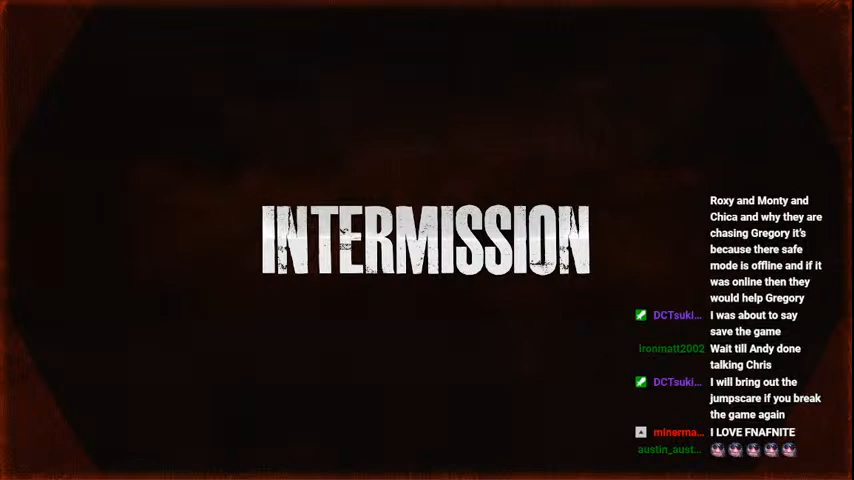 INTERMISSION
Roxy and Monty and
Chica and why they are
chasing Gregory it's
because there safe
mode is offline and if it
was online then they
would help Gregory
DCTsuki... I was about to say
save the game
ironmatt2002 Wait till Andy done
talking Chris
DCTsuki... I will bring out the
jumpscare if you break
the game again
minerma... I LOVE FNAFNITE
austin_aust...